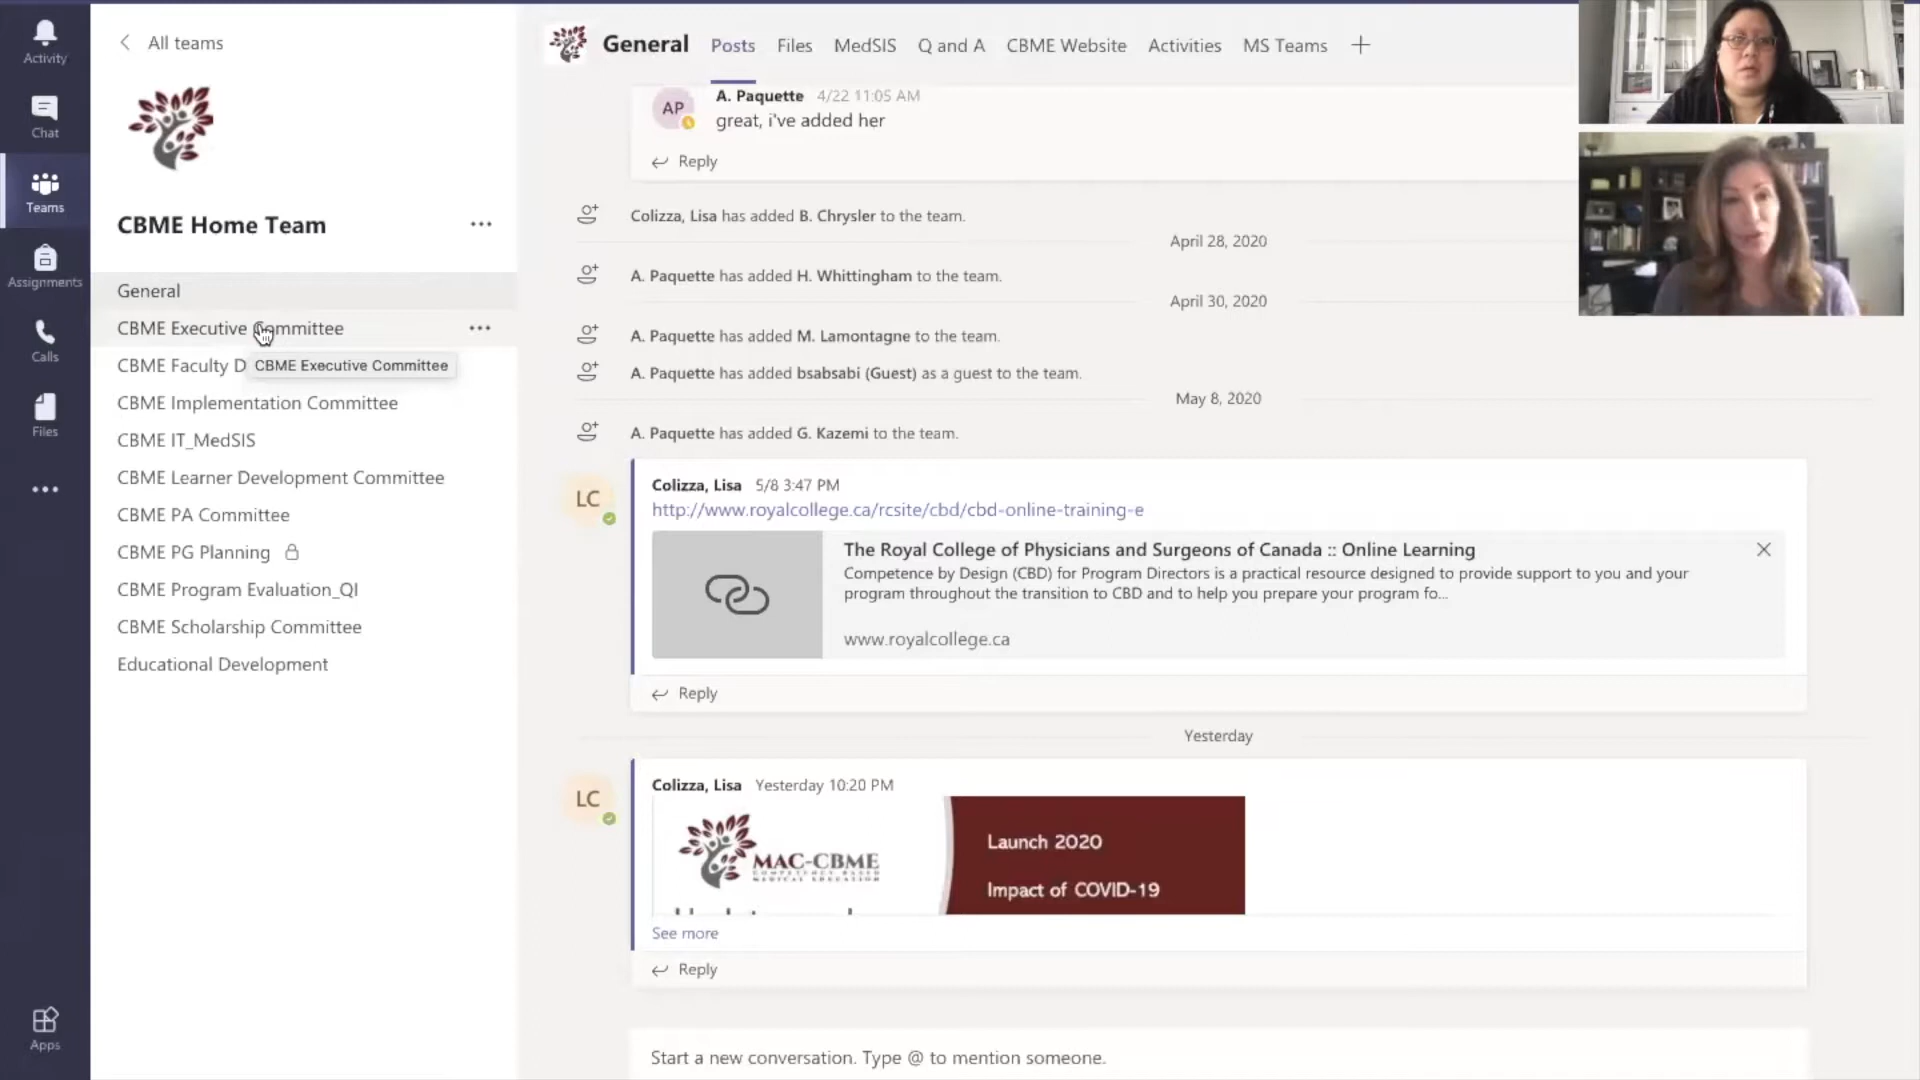 Activity
Chat
Teams
Assignments
Calls
Files
Apps
All teams
CBME Home Team
General
CBME Executive Committee
CBME Faculty D
CBME Executive Committee
CBME Implementation Committee
CBME IT_MedSIS
CBME Learner Development Committee
CBME PA Committee
CBME PG Planning
CBME Program Evaluation_QI
CBME Scholarship Committee
Educational Development
General Posts Files MedSIS Q and A CBME Website Activities MS Teams
AP
A. Paquette 4/22 11:05 AM
great, i've added her
Reply
Colizza, Lisa has added B. Chrysler to the team.
April 28, 2020
A. Paquette has added H. Whittingham to the team.
April 30, 2020
A. Paquette has added M. Lamontagne to the team.
A. Paquette has added bsabsabi (Guest) as a guest to the team.
May 8, 2020
A. Paquette has added G. Kazemi to the team.
LC
Colizza, Lisa 5/8 3:47 PM
http://www.royalcollege.ca/rcsite/cbd/cbd-online-training-e
The Royal College of Physicians and Surgeons of Canada :: Online Learning
Competence by Design (CBD) for Program Directors is a practical resource designed to provide support to you and your
program throughout the transition to CBD and to help you prepare your program fo...
www.royalcollege.ca
Reply
Yesterday
LC
Colizza, Lisa Yesterday 10:20 PM
MAC-CBME
COMPETENCY BASED
MEDICAL EDUCATION
Launch 2020
Impact of COVID-19
See more
Reply
Start a new conversation. Type @ to mention someone.